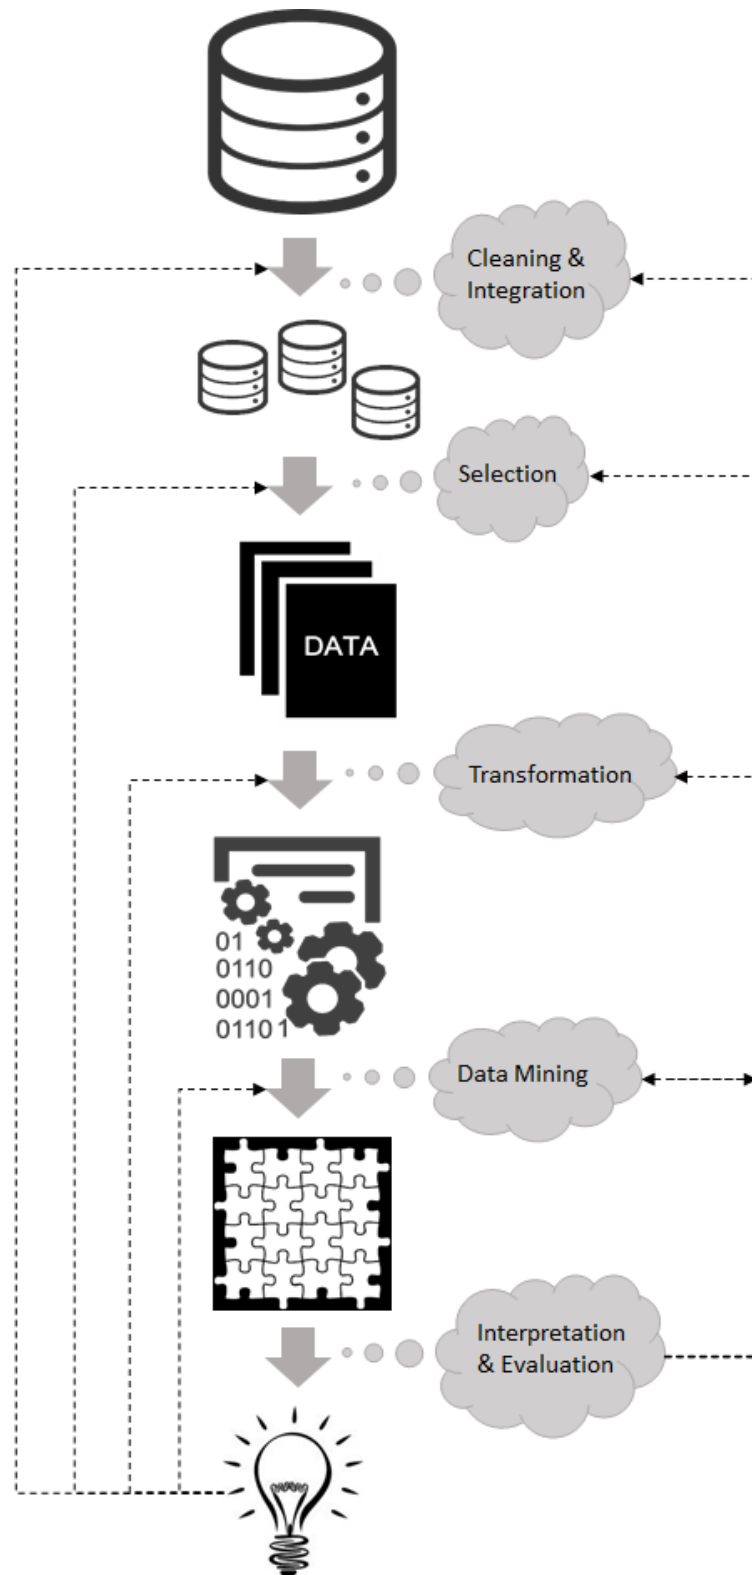 Cleaning &
Integration
Selection
DATA
Transformation
01
0110
0001
01101
Data Mining
Interpretation
& Evaluation